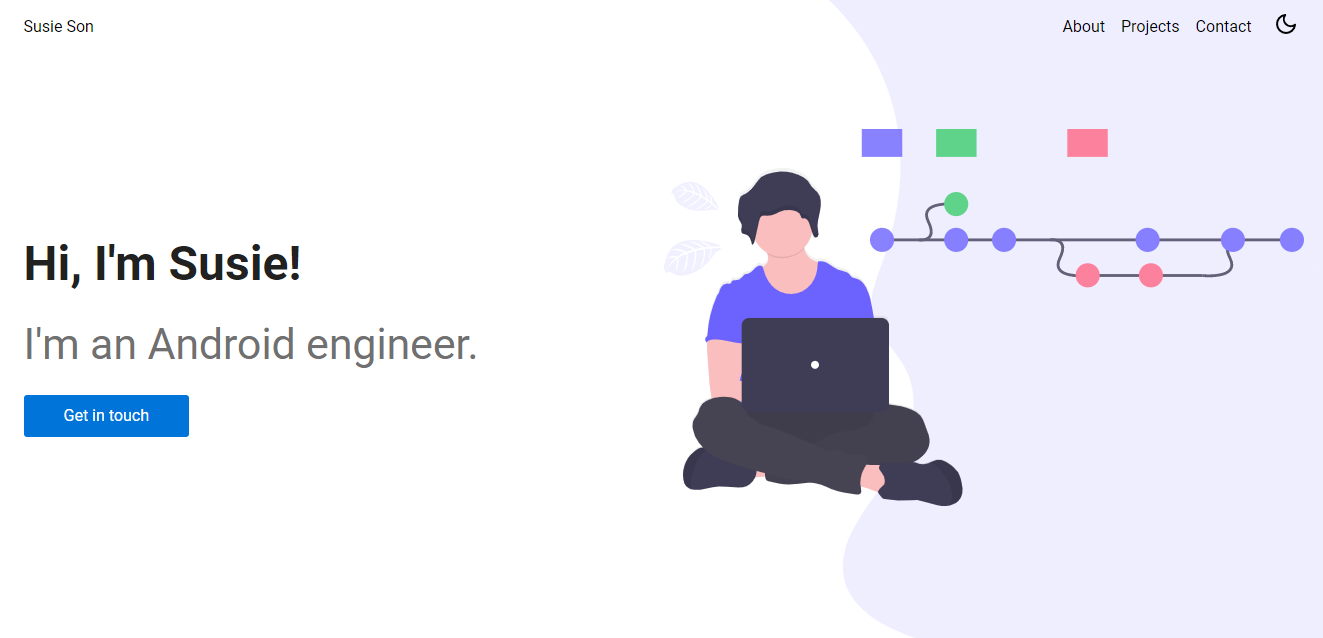 Susie Son
About Projects Contact
Hi, I'm Susie!
I'm an Android engineer.
Get in touch